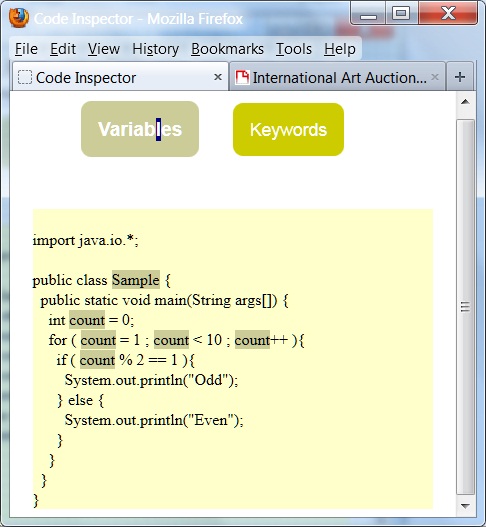 Code Inspector - Mozilla Firefox
File Edit View History Bookmarks Tools Help
Code Inspector × International Art Auction... × +
Variables Keywords
import java.io.*;
public class Sample {
public static void main(String args[]) {
int count = 0;
for ( count = 1 ; count < 10 ; count++ ){
if ( count % 2 == 1 ){
System.out.println("Odd");
} else {
System.out.println("Even");
}
}
}
}